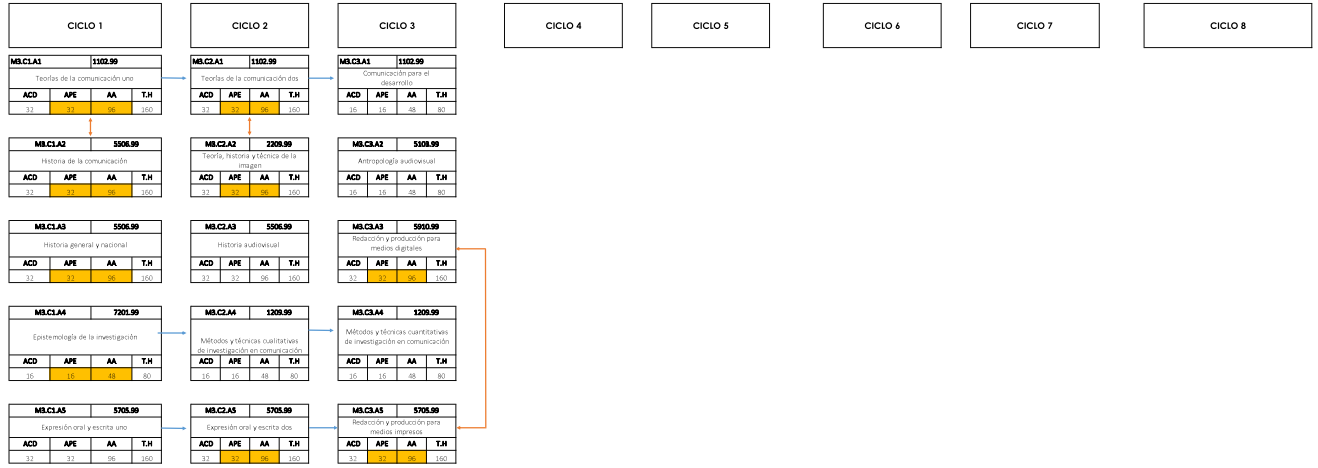 CICLO 1 CICLO 2 CICLO 3 CICLO 4 CICLO 5 CICLO 6 CICLO 7 CICLO 8
M3.C1.A1 1102.99
Teorías de la comunicación uno
ACD APE AA T.H
32 32 96 160
M3.C2.A1 1102.99
Teorías de la comunicación dos
ACD APE AA T.H
32 32 96 160
M3.C3.A1 1102.99
Comunicación para el
desarrollo
ACD APE AA T.H
16 16 48 80
M3.C1.A2 5506.99
Historia de la comunicación
ACD APE AA T.H
32 32 96 160
M3.C2.A2 2209.99
Teoría, historia y técnica de la
imagen
ACD APE AA T.H
32 32 96 160
M3.C3.A2 5103.99
Antropología audiovisual
ACD APE AA T.H
16 16 48 80
M3.C1.A3 5506.99
Historia general y nacional
ACD APE AA T.H
32 32 96 160
M3.C2.A3 5506.99
Historia audiovisual
ACD APE AA T.H
32 32 96 160
M3.C3.A3 5910.99
Redacción y producción para
medios digitales
ACD APE AA T.H
32 32 96 160
M3.C1.A4 7201.99
Epistemología de la investigación
ACD APE AA T.H
16 16 48 80
M3.C2.A4 1209.99
Métodos y técnicas cualitativas
de investigación en comunicación
ACD APE AA T.H
16 16 48 80
M3.C3.A4 1209.99
Métodos y técnicas cuantitativas
de investigación en comunicación
ACD APE AA T.H
16 16 48 80
M3.C1.A5 5705.99
Expresión oral y escrita uno
ACD APE AA T.H
32 32 96 160
M3.C2.A5 5705.99
Expresión oral y escrita dos
ACD APE AA T.H
32 32 96 160
M3.C3.A5 5705.99
Redacción y producción para
medios impresos
ACD APE AA T.H
32 32 96 160